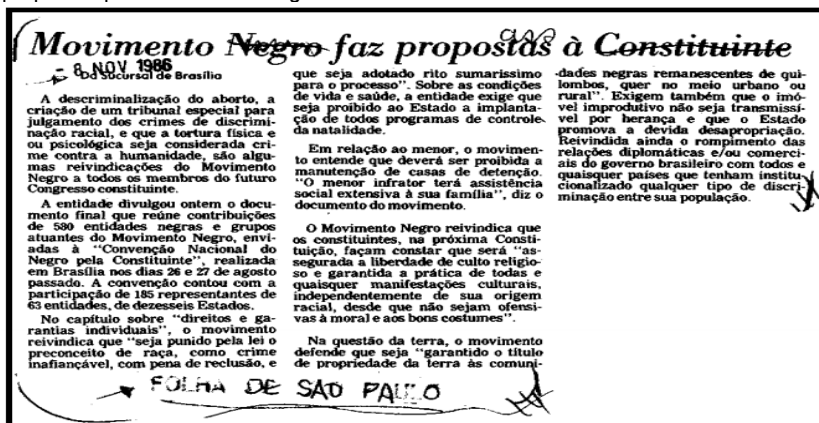 Movimento Negro faz propostas à Constituinte
- 8 NOV 1986
Da Sucursal de Brasília
A descriminalização do aborto, a
criação de um tribunal especial para
julgamento dos crimes de discrimi-
nação racial, e que a tortura física e
ou psicológica seja considerada cri-
me contra a humanidade, são algu-
mas reivindicações do Movimento
Negro a todos os membros do futuro
Congresso constituinte.
A entidade divulgou ontem o docu-
mento final que reúne contribuições
de 580 entidades negras e grupos
atuantes do Movimento Negro, envi-
adas à "Convenção Nacional do
Negro pela Constituinte", realizada
em Brasília nos dias 26 e 27 de agosto
passado. A convenção contou com a
participação de 185 representantes de
63 entidades, de dezesseis Estados.
No capítulo sobre "direitos e ga-
rantias individuais", o movimento
reivindica que "seja punido pela lei o
preconceito de raça, como crime
inafiançável, com pena de reclusão, e
que seja adotado rito sumaríssimo
para o processo". Sobre as condições
de vida e saúde, a entidade exige que
seja proibido ao Estado a implanta-
ção de todos programas de controle
da natalidade.
Em relação ao menor, o movimen-
to entende que deverá ser proibida a
manutenção de casas de detenção.
"O menor infrator terá assistência
social extensiva à sua família", diz o
documento do movimento.
O Movimento Negro reivindica que
os constituintes, na próxima Consti-
tuição, façam constar que será "as-
segurada a liberdade de culto religio-
so e garantida a prática de todas e
quaisquer manifestações culturais,
independentemente de sua origem
racial, desde que não sejam ofensi-
vas à moral e aos bons costumes".
Na questão da terra, o movimento
defende que seja "garantido o título
de propriedade da terra às comuni-
dades negras remanescentes de qui-
lombos, quer no meio urbano ou
rural". Exigem também que o imó-
vel improdutivo não seja transmissí-
vel por herança e que o Estado
promova a devida desapropriação.
Reivindida ainda o rompimento das
relações diplomáticas e/ou comerci-
ais do governo brasileiro com todos e
quaisquer países que tenham institu-
cionalizado qualquer tipo de discri-
minação entre sua população.
FOLHA DE SAO PAULO